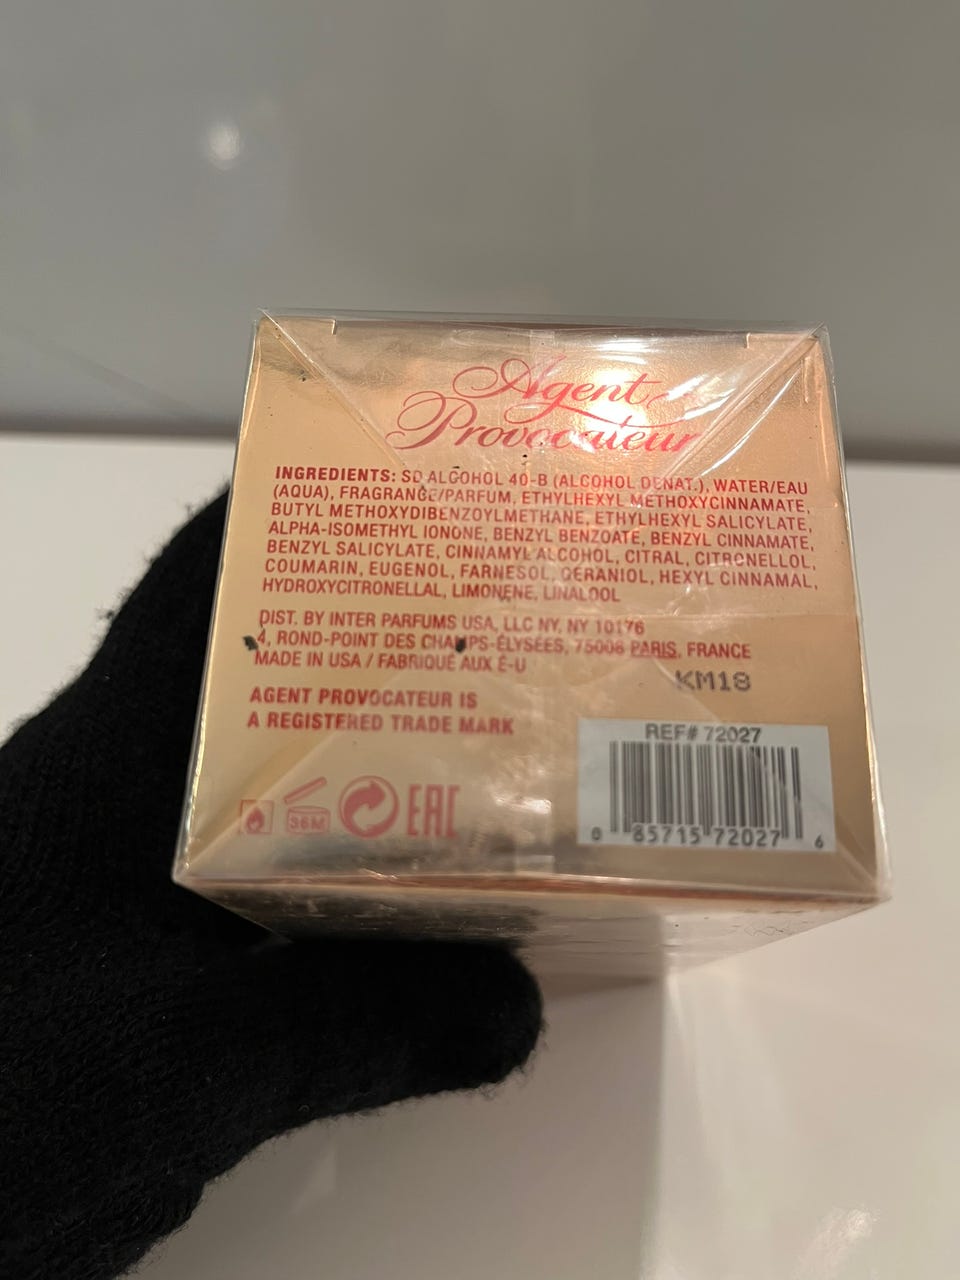 Agent
Provocateur
INGREDIENTS: SD ALCOHOL 40-B (ALCOHOL DENAT.), WATER/EAU
(AQUA), FRAGRANCE/PARFUM, ETHYLHEXYL METHOXYCINNAMATE,
BUTYL METHOXYDIBENZOYLMETHANE, ETHYLHEXYL SALICYLATE,
ALPHA-ISOMETHYL IONONE, BENZYL BENZOATE, BENZYL CINNAMATE,
BENZYL SALICYLATE, CINNAMYL ALCOHOL, CITRAL, CITRONELLOL,
COUMARIN, EUGENOL, FARNESOL, GERANIOL, HEXYL CINNAMAL,
HYDROXYCITRONELLAL, LIMONENE, LINALOOL
DIST. BY INTER PARFUMS USA, LLC NY, NY 10176
4, ROND-POINT DES CHAMPS-ÉLYSÉES, 75008 PARIS, FRANCE
MADE IN USA / FABRIQUÉ AUX É-U
KM18
AGENT PROVOCATEUR IS
A REGISTERED TRADE MARK
REF# 72027
36M
EAC
0 85715 72027 6